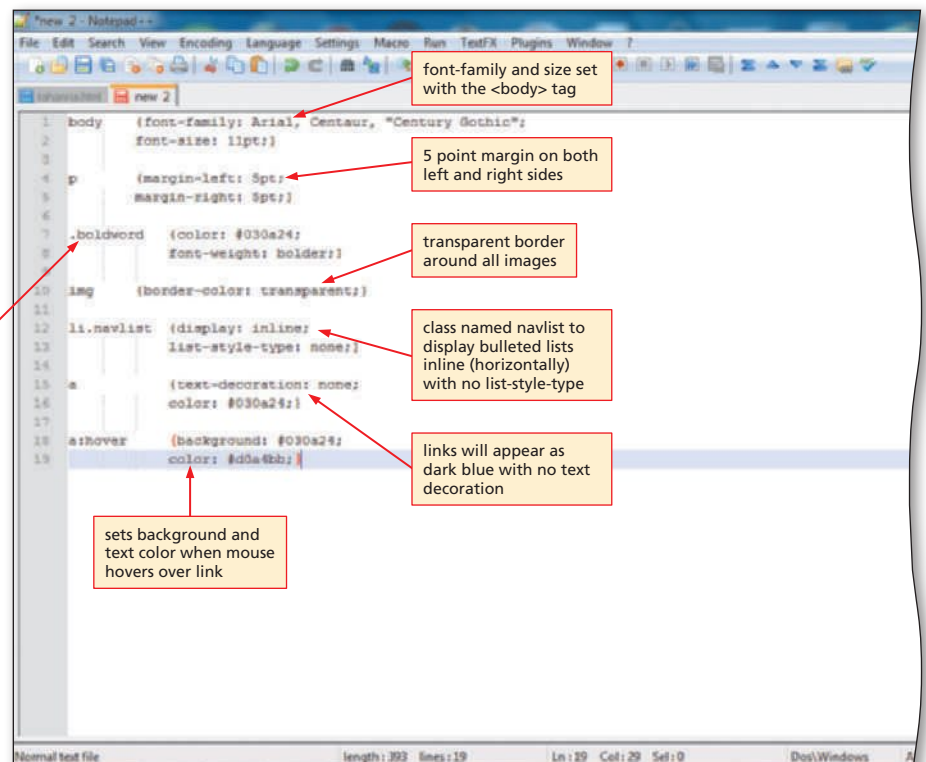 *new 2 - Notepad++
File Edit Search View Encoding Language Settings Macro Run TextFX Plugins Window ?
new 2
font-family and size set
with the <body> tag
1 body {font-family: Arial, Centaur, "Century Gothic";
2 font-size: 11pt;}
3
5 point margin on both
left and right sides
4 p {margin-left: 5pt;
5 margin-right: 5pt;}
6
7 .boldword {color: #030a24;
8 font-weight: bolder;}
9
transparent border
around all images
10 img {border-color: transparent;}
11
class named navlist to
display bulleted lists
inline (horizontally)
with no list-style-type
12 li.navlist {display: inline;
13 list-style-type: none;}
14
15 a {text-decoration: none;
16 color: #030a24;}
17
links will appear as
dark blue with no text
decoration
18 a:hover {background: #030a24;
19 color: #d0a4bb;}
sets background and
text color when mouse
hovers over link
Normal text file length : 393 lines : 19 Ln : 19 Col : 29 Sel : 0 Dos\Windows